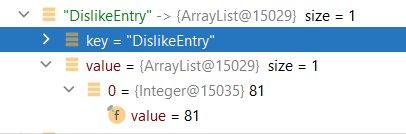 "DislikeEntry" -> {ArrayList@15029} size = 1
key = "DislikeEntry"
value = {ArrayList@15029} size = 1
0 = {Integer@15035} 81
f value = 81